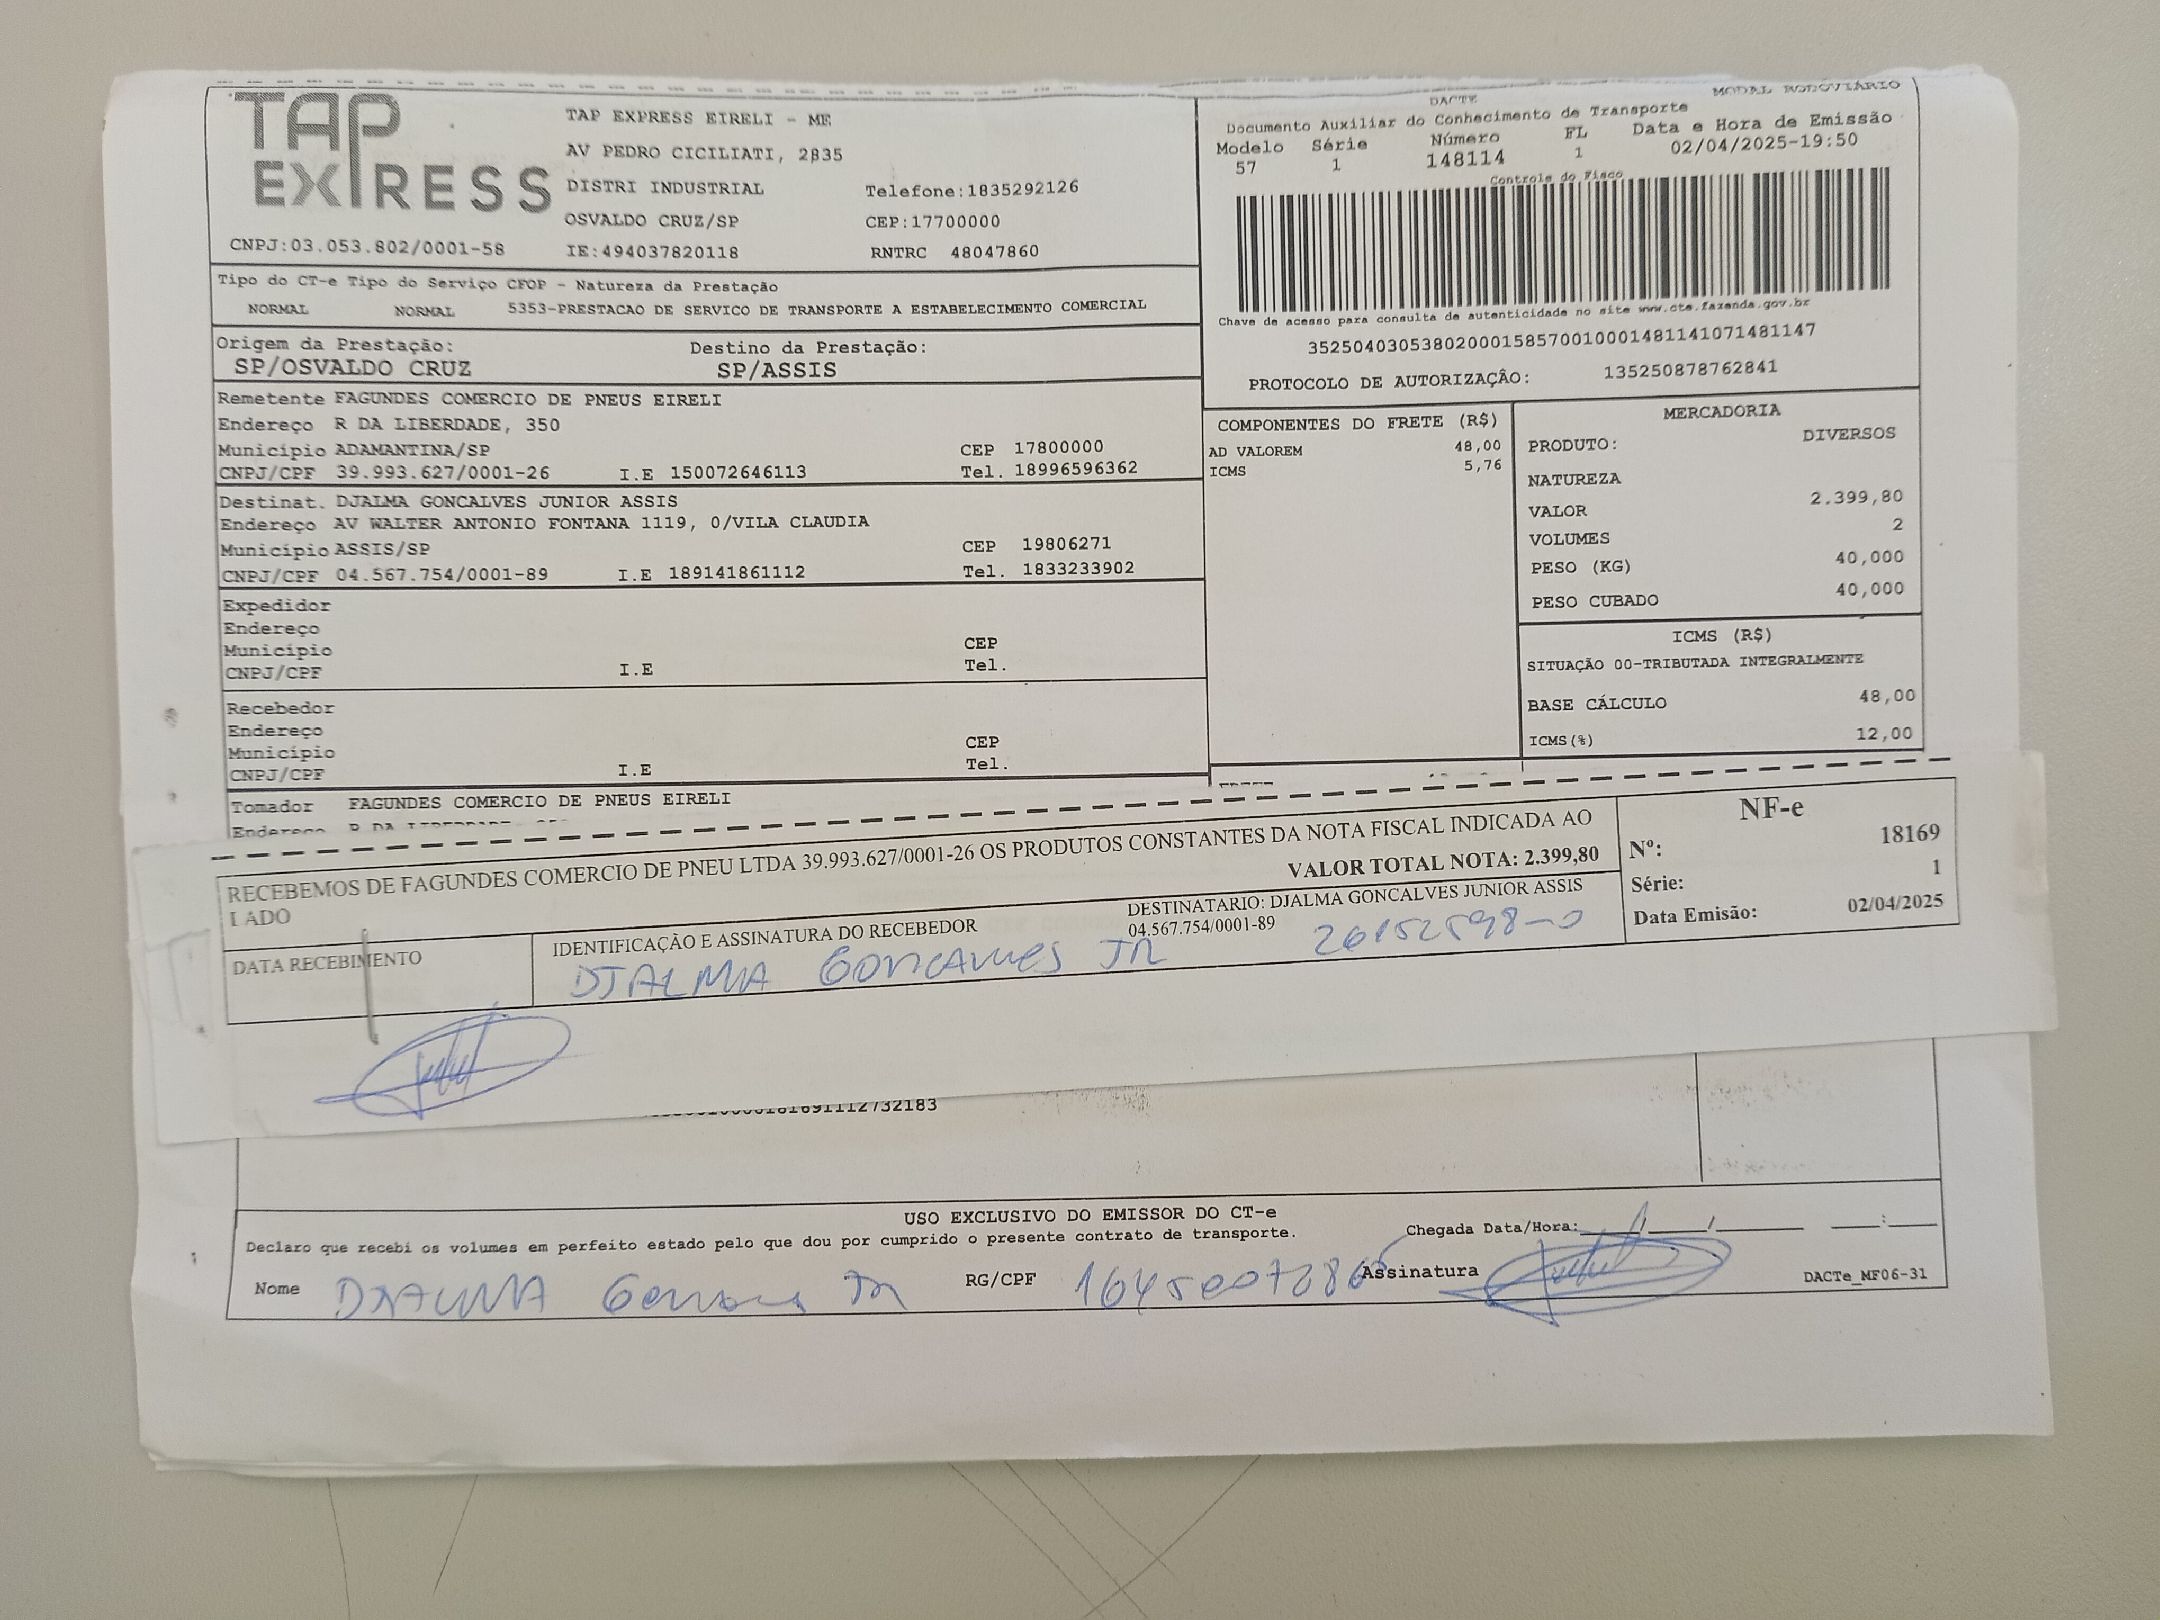 TAP EXPRESS
TAP EXPRESS EIRELI - ME
AV PEDRO CICILIATI, 2835
DISTRI INDUSTRIAL Telefone:1835292126
OSVALDO CRUZ/SP CEP:17700000
CNPJ:03.053.802/0001-58 IE:494037820118 RNTRC 48047860
MODAL RODOVIÁRIO
DACTE
Documento Auxiliar do Conhecimento de Transporte
Modelo Série Número FL Data e Hora de Emissão
57 1 148114 1 02/04/2025-19:50
Controle do Fisco
Chave de acesso para consulta de autenticidade no site www.cte.fazenda.gov.br
35250403053802000158570010001481141071481147
PROTOCOLO DE AUTORIZAÇÃO: 135250878762841
Tipo do CT-e Tipo do Serviço CFOP - Natureza da Prestação
NORMAL NORMAL 5353-PRESTACAO DE SERVICO DE TRANSPORTE A ESTABELECIMENTO COMERCIAL
Origem da Prestação: Destino da Prestação:
SP/OSVALDO CRUZ SP/ASSIS
Remetente FAGUNDES COMERCIO DE PNEUS EIRELI
Endereço R DA LIBERDADE, 350
Município ADAMANTINA/SP CEP 17800000
CNPJ/CPF 39.993.627/0001-26 I.E 150072646113 Tel. 18996596362
Destinat. DJALMA GONCALVES JUNIOR ASSIS
Endereço AV WALTER ANTONIO FONTANA 1119, 0/VILA CLAUDIA
Município ASSIS/SP CEP 19806271
CNPJ/CPF 04.567.754/0001-89 I.E 189141861112 Tel. 1833233902
Expedidor
Endereço
Município CEP
CNPJ/CPF I.E Tel.
Recebedor
Endereço
Município CEP
CNPJ/CPF I.E Tel.
Tomador FAGUNDES COMERCIO DE PNEUS EIRELI
Endereço R DA
COMPONENTES DO FRETE (R$)
AD VALOREM 48,00
ICMS 5,76
MERCADORIA
PRODUTO: DIVERSOS
NATUREZA
VALOR 2.399,80
VOLUMES 2
PESO (KG) 40,000
PESO CUBADO 40,000
ICMS (R$)
SITUAÇÃO 00-TRIBUTADA INTEGRALMENTE
BASE CÁLCULO 48,00
ICMS(%) 12,00
RECEBEMOS DE FAGUNDES COMERCIO DE PNEU LTDA 39.993.627/0001-26 OS PRODUTOS CONSTANTES DA NOTA FISCAL INDICADA AO
LADO VALOR TOTAL NOTA: 2.399,80
DATA RECEBIMENTO
IDENTIFICAÇÃO E ASSINATURA DO RECEBEDOR
DESTINATARIO: DJALMA GONCALVES JUNIOR ASSIS
04.567.754/0001-89
DJALMA GONCALVES JR
NF-e
Nº: 18169
Série: 1
Data Emissão: 02/04/2025
USO EXCLUSIVO DO EMISSOR DO CT-e
Declaro que recebi os volumes em perfeito estado pelo que dou por cumprido o presente contrato de transporte.
Chegada Data/Hora: __/__/____ __:__
Nome DJALMA Goncalves JR RG/CPF Assinatura
DACTe_MF06-31